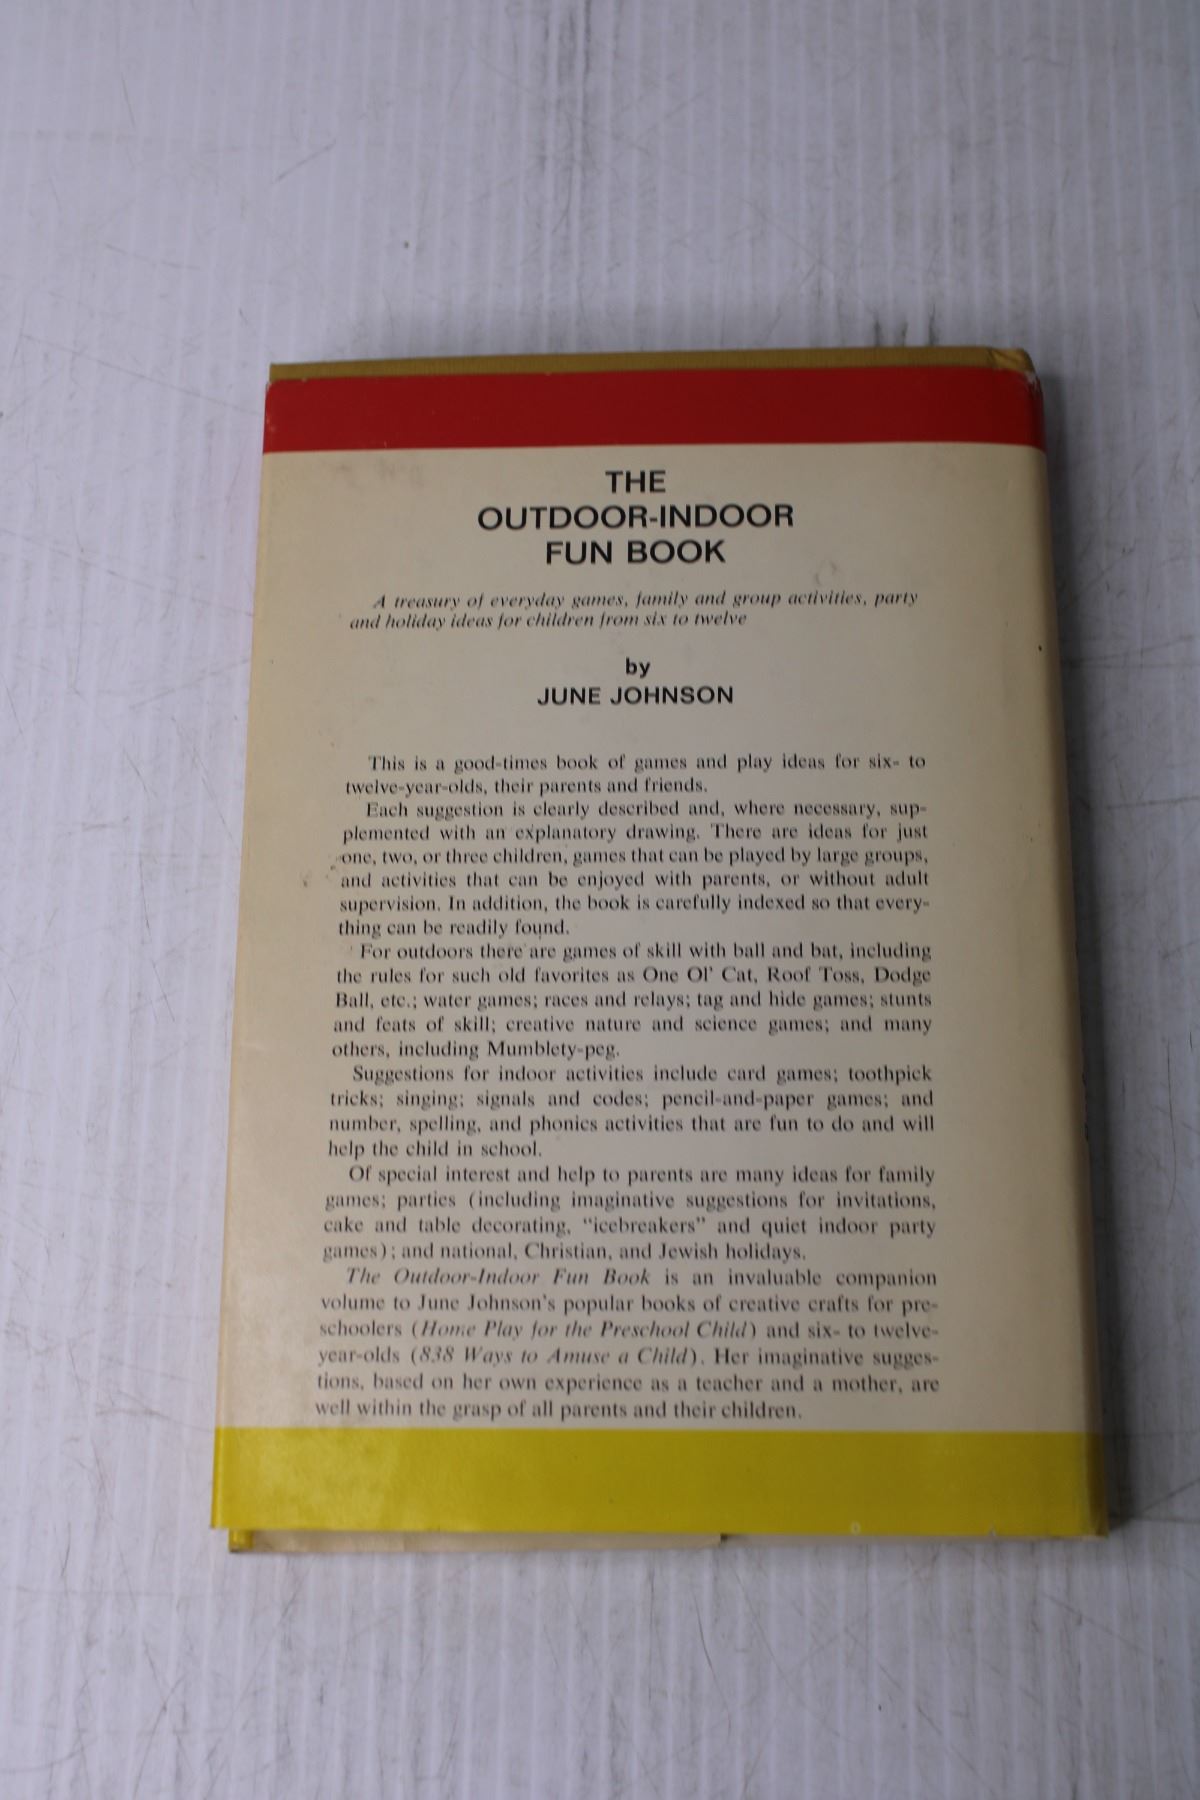 THE
OUTDOOR-INDOOR
FUN BOOK
A treasury of everyday games, family and group activities, party
and holiday ideas for children from six to twelve
by
JUNE JOHNSON
This is a good-times book of games and play ideas for six- to
twelve-year-olds, their parents and friends.
Each suggestion is clearly described and, where necessary, sup-
plemented with an explanatory drawing. There are ideas for just
one, two, or three children, games that can be played by large groups,
and activities that can be enjoyed with parents, or without adult
supervision. In addition, the book is carefully indexed so that every-
thing can be readily found.
For outdoors there are games of skill with ball and bat, including
the rules for such old favorites as One Ol' Cat, Roof Toss, Dodge
Ball, etc.; water games; races and relays; tag and hide games; stunts
and feats of skill; creative nature and science games; and many
others, including Mumblety-peg.
Suggestions for indoor activities include card games; toothpick
tricks; singing; signals and codes; pencil-and-paper games; and
number, spelling, and phonics activities that are fun to do and will
help the child in school.
Of special interest and help to parents are many ideas for family
games; parties (including imaginative suggestions for invitations,
cake and table decorating, "icebreakers" and quiet indoor party
games); and national, Christian, and Jewish holidays.
The Outdoor-Indoor Fun Book is an invaluable companion
volume to June Johnson's popular books of creative crafts for pre-
schoolers (Home Play for the Preschool Child) and six- to twelve-
year-olds (838 Ways to Amuse a Child). Her imaginative sugges-
tions, based on her own experience as a teacher and a mother, are
well within the grasp of all parents and their children.